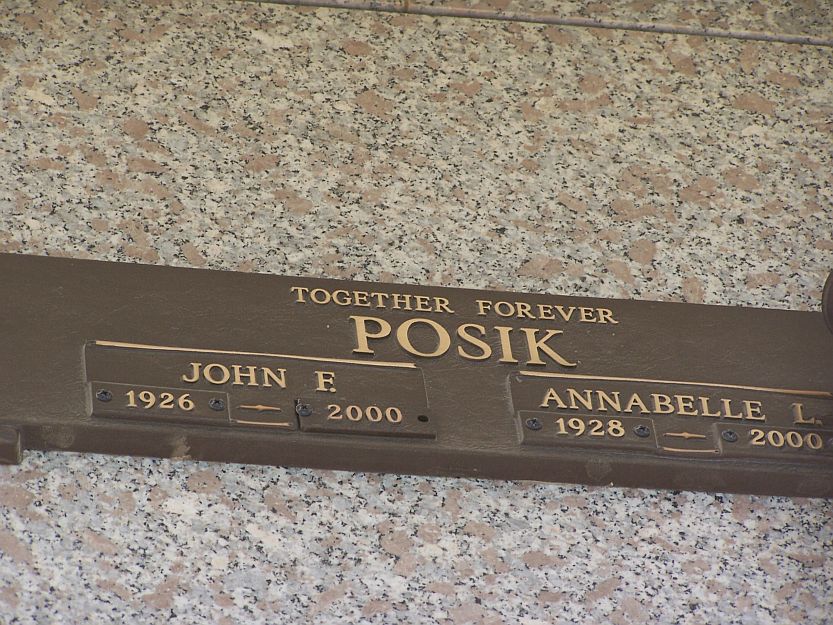 TOGETHER FOREVER
POSIK
JOHN F.
1926 2000
ANNABELLE L.
1928 2000